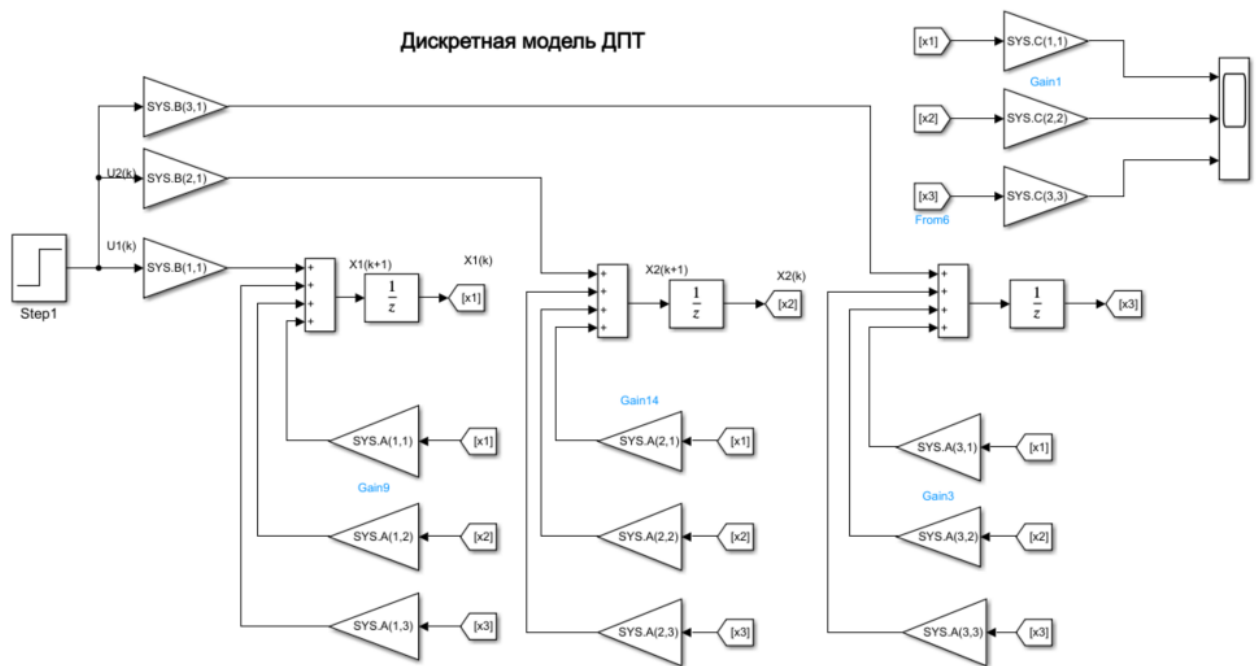 Дискретная модель ДПТ
[x1]
SYS.C(1,1)
Gain1
SYS.B(3,1)
[x2]
SYS.C(2,2)
U2(k)
SYS.B(2,1)
[x3]
SYS.C(3,3)
From6
U1(k)
SYS.B(1,1)
Step1
+
+
+
+
X1(k+1)
1
z
X1(k)
[x1]
+
+
+
+
X2(k+1)
1
z
X2(k)
[x2]
+
+
+
+
1
z
[x3]
SYS.A(1,1)
[x1]
Gain9
SYS.A(1,2)
[x2]
SYS.A(1,3)
[x3]
Gain14
SYS.A(2,1)
[x1]
SYS.A(2,2)
[x2]
SYS.A(2,3)
[x3]
SYS.A(3,1)
[x1]
Gain3
SYS.A(3,2)
[x2]
SYS.A(3,3)
[x3]